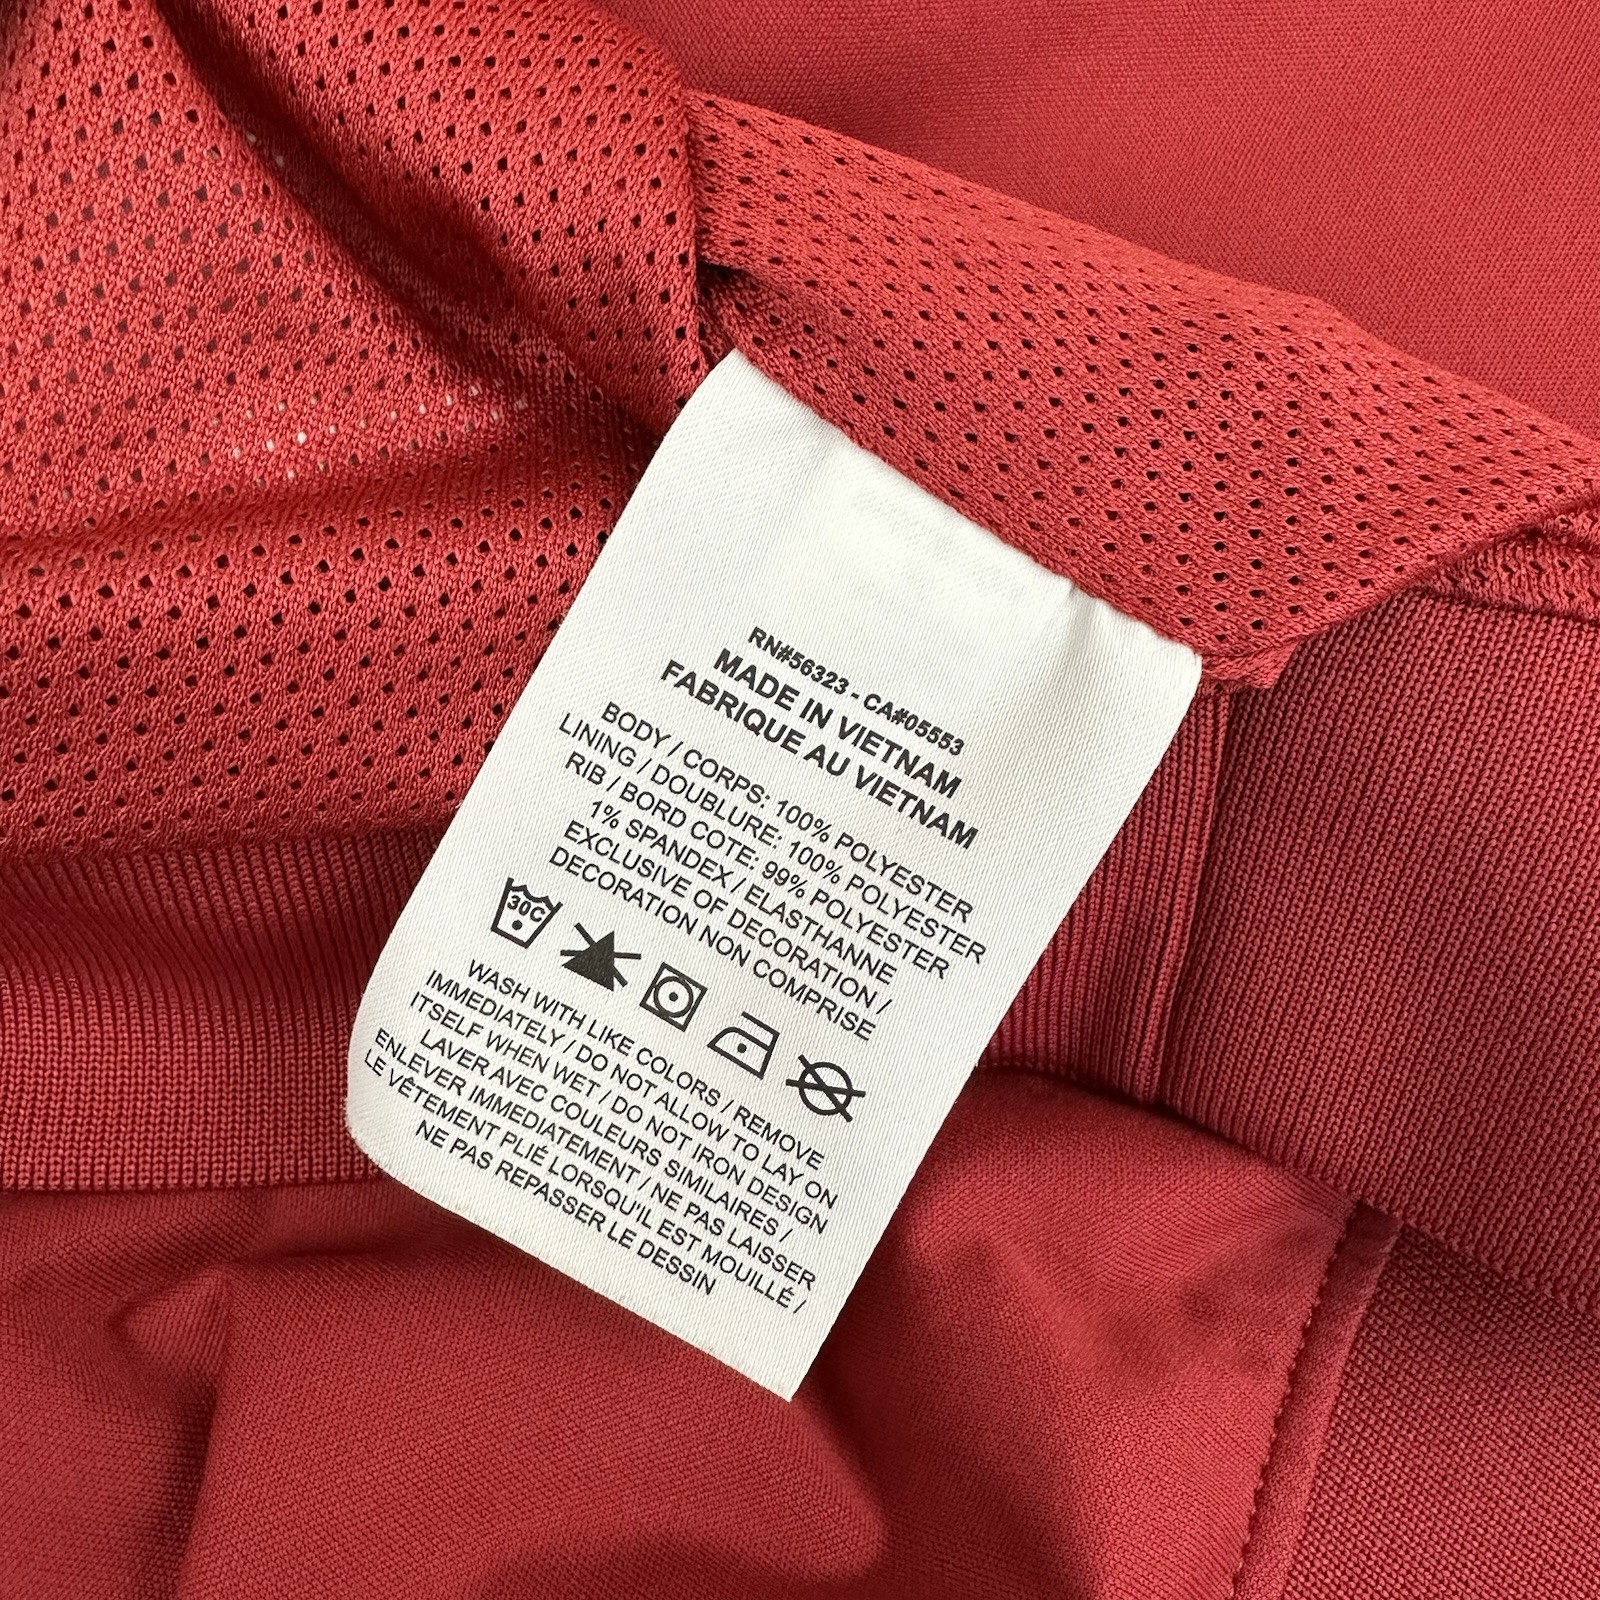 RN#56323 - CA#05553
MADE IN VIETNAM
FABRIQUE AU VIETNAM
BODY / CORPS: 100% POLYESTER
LINING / DOUBLURE: 100% POLYESTER
RIB / BORD COTE: 99% POLYESTER
1% SPANDEX / ELASTHANNE
EXCLUSIVE OF DECORATION /
DECORATION NON COMPRISE
30C
WASH WITH LIKE COLORS / REMOVE
IMMEDIATELY / DO NOT ALLOW TO LAY ON
ITSELF WHEN WET / DO NOT IRON DESIGN
LAVER AVEC COULEURS SIMILAIRES /
ENLEVER IMMEDIATEMENT / NE PAS LAISSER
LE VÊTEMENT PLIÉ LORSQU'IL EST MOUILLÉ /
NE PAS REPASSER LE DESSIN